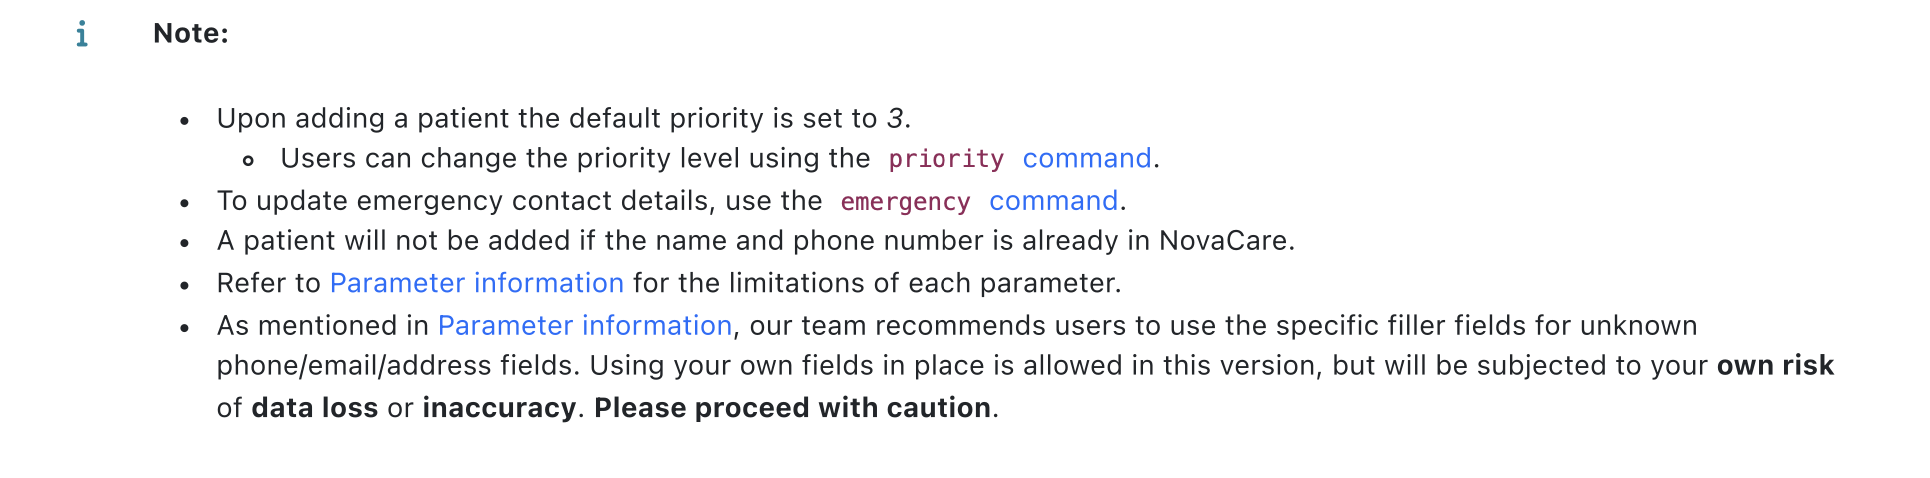 Note:
Upon adding a patient the default priority is set to 3.
Users can change the priority level using the priority command.
To update emergency contact details, use the emergency command.
A patient will not be added if the name and phone number is already in NovaCare.
Refer to Parameter information for the limitations of each parameter.
As mentioned in Parameter information, our team recommends users to use the specific filler fields for unknown
phone/email/address fields. Using your own fields in place is allowed in this version, but will be subjected to your own risk
of data loss or inaccuracy. Please proceed with caution.